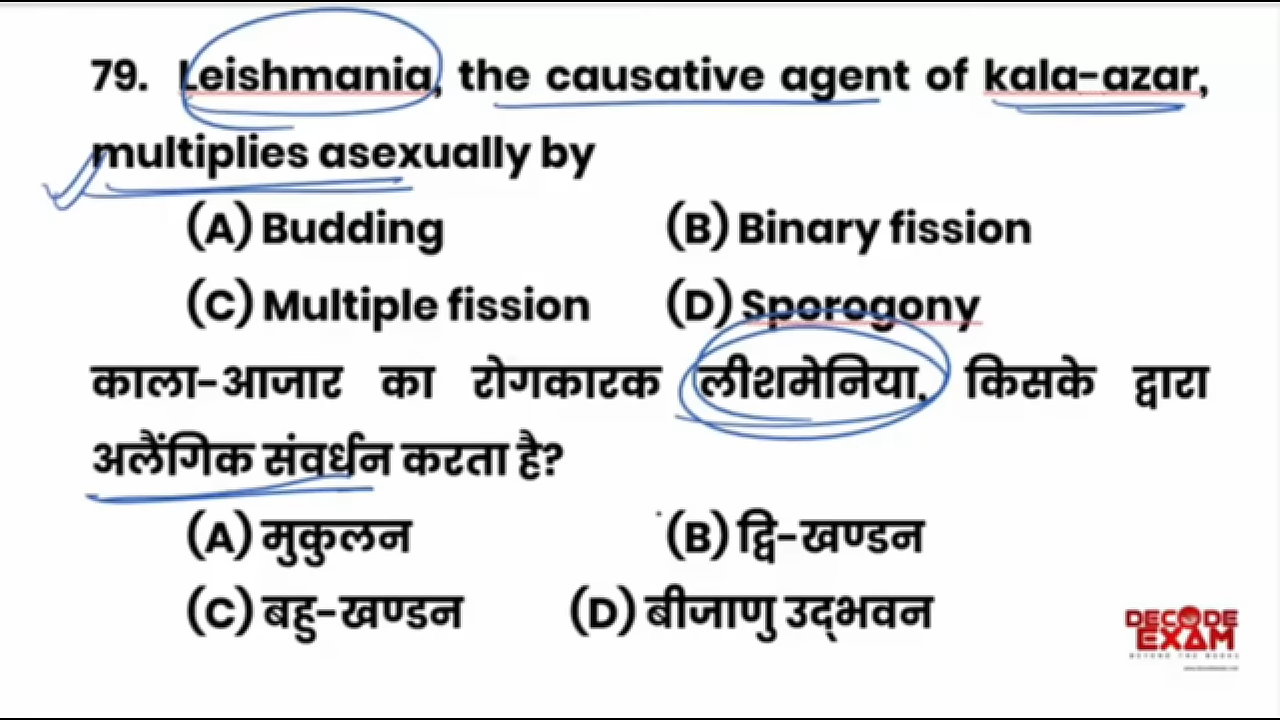 79. Leishmania, the causative agent of kala-azar,
multiplies asexually by
(A) Budding (B) Binary fission
(C) Multiple fission (D) Sporogony
काला-आजार का रोगकारक लीशमेनिया, किसके द्वारा
अलैंगिक संवर्धन करता है?
(A) मुकुलन (B) द्वि-खण्डन
(C) बहु-खण्डन (D) बीजाणु उद्भवन
DECODE
EXAM